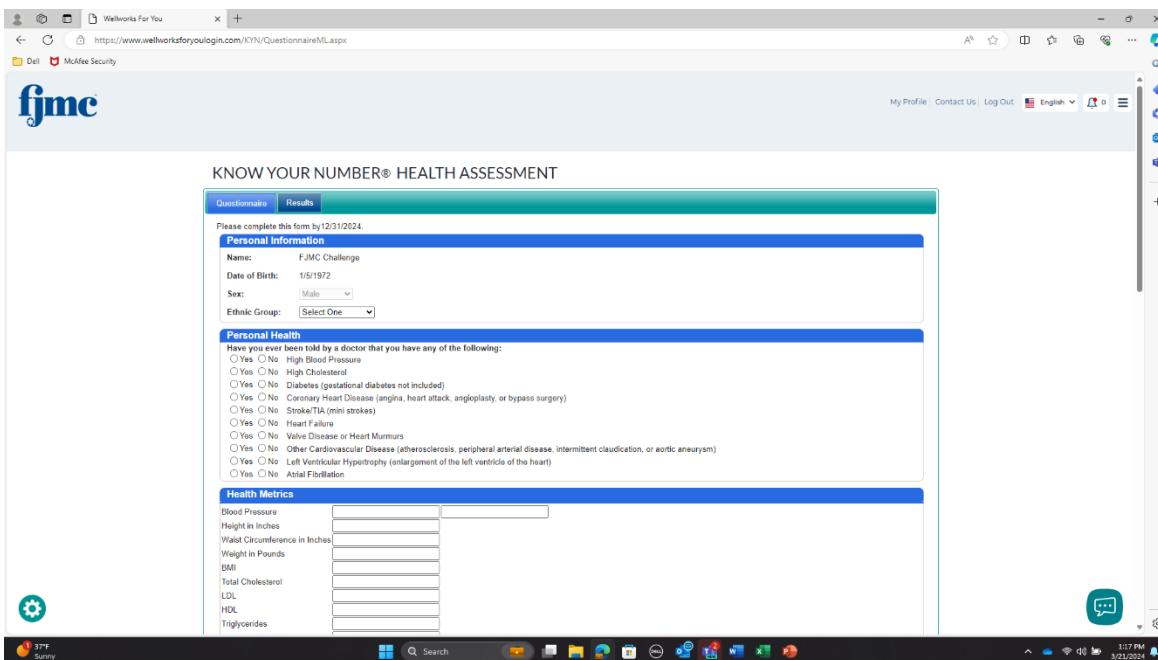 Wellworks For You
https://www.wellworksforyoulogin.com/KYN/QuestionnaireML.aspx
Dell McAfee Security
fjmc
My Profile Contact Us Log Out English 0
KNOW YOUR NUMBER® HEALTH ASSESSMENT
Questionnaire Results
Please complete this form by12/31/2024.
Personal Information
Name: FJMC Challenge
Date of Birth: 1/5/1972
Sex: Male
Ethnic Group: Select One
Personal Health
Have you ever been told by a doctor that you have any of the following:
Yes No High Blood Pressure
Yes No High Cholesterol
Yes No Diabetes (gestational diabetes not included)
Yes No Coronary Heart Disease (angina, heart attack, angioplasty, or bypass surgery)
Yes No Stroke/TIA (mini strokes)
Yes No Heart Failure
Yes No Valve Disease or Heart Murmurs
Yes No Other Cardiovascular Disease (atherosclerosis, peripheral arterial disease, intermittent claudication, or aortic aneurysm)
Yes No Left Ventricular Hypertrophy (enlargement of the left ventricle of the heart)
Yes No Atrial Fibrillation
Health Metrics
Blood Pressure
Height in Inches
Waist Circumference in Inches
Weight in Pounds
BMI
Total Cholesterol
LDL
HDL
Triglycerides
37°F
Sunny
Search
1:17 PM
3/21/2024